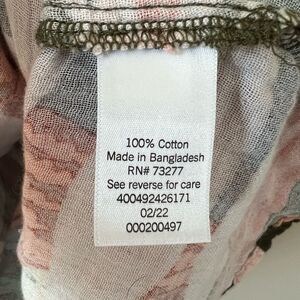 100% Cotton
Made in Bangladesh
RN# 73277
See reverse for care
400492426171
02/22
000200497